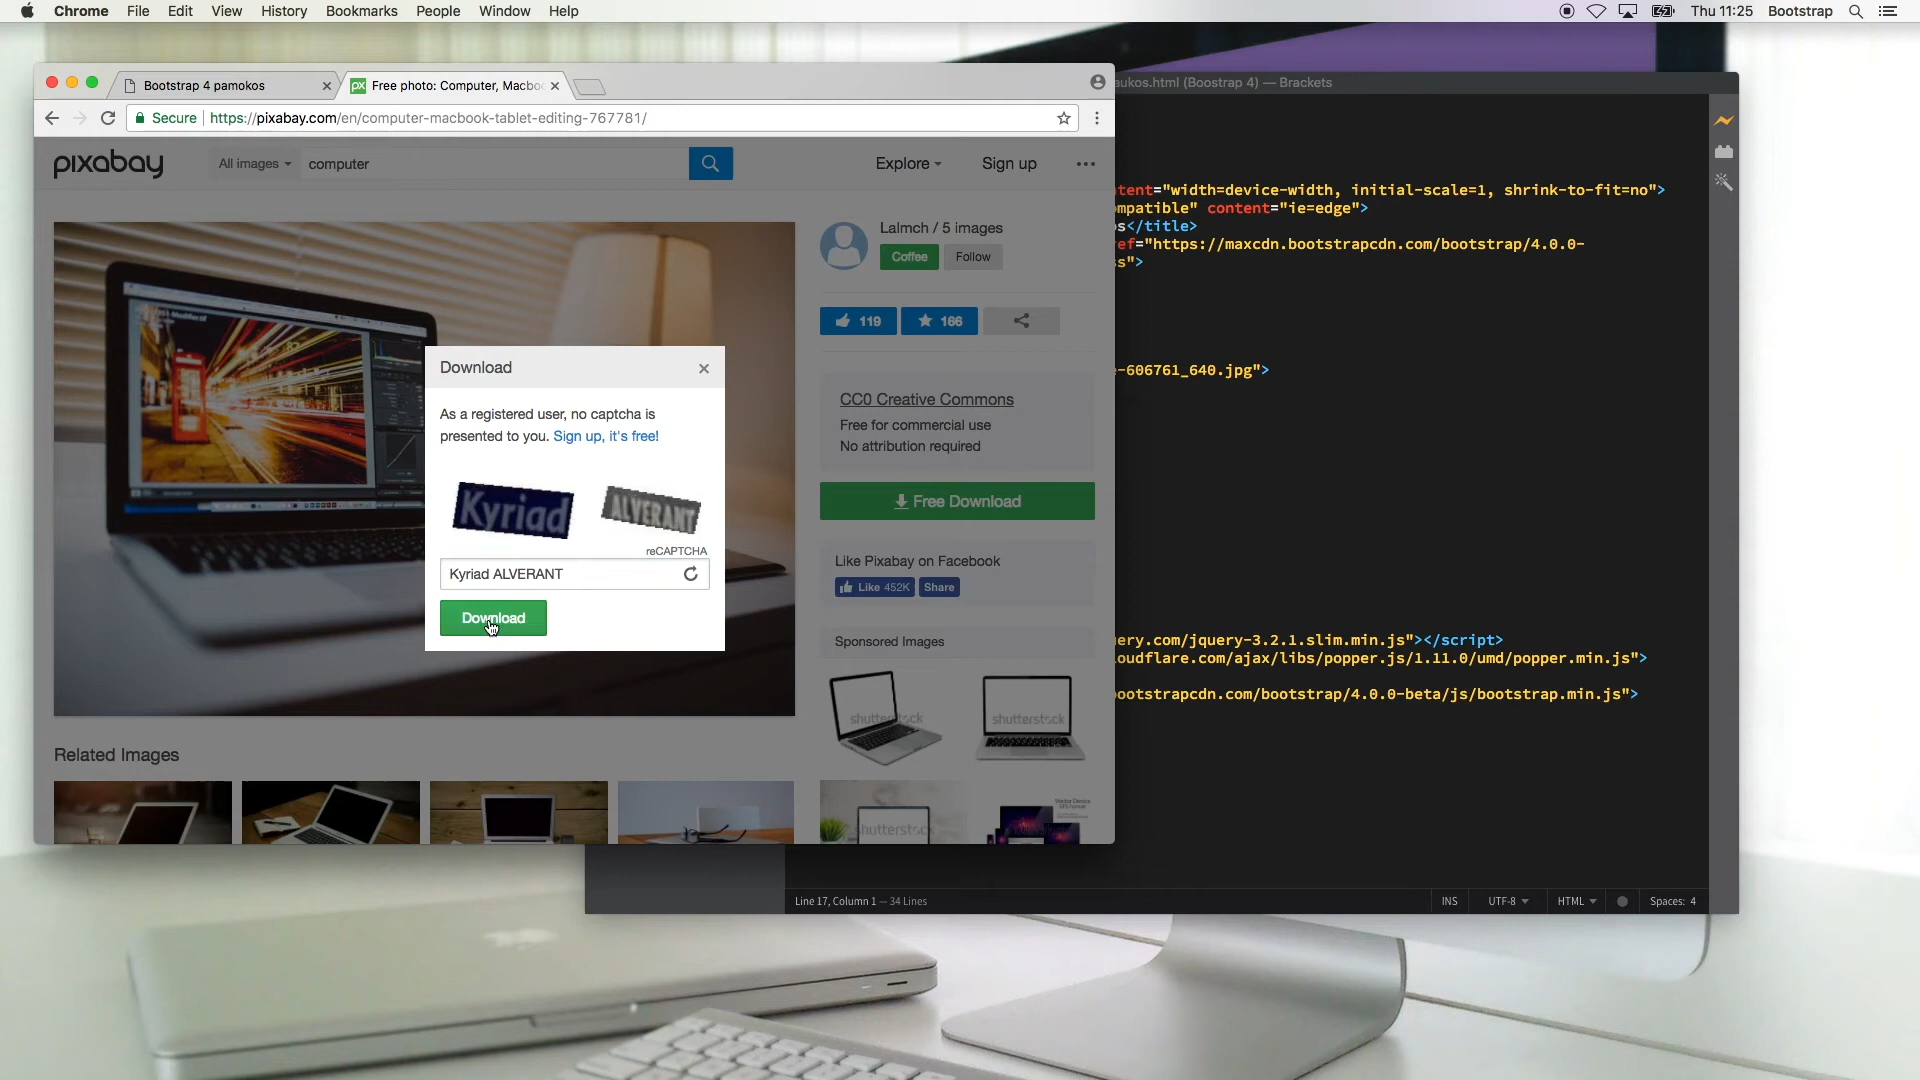 Chrome File Edit View History Bookmarks People Window Help
Thu 11:25 Bootstrap
Bootstrap 4 pamokos
px Free photo: Computer, Macboo
aukos.html (Boostrap 4) — Brackets
Secure https://pixabay.com/en/computer-macbook-tablet-editing-767781/
pixabay
All images
computer
Explore
Sign up
Lalmch / 5 images
Coffee
Follow
119
166
CC0 Creative Commons
Free for commercial use
No attribution required
Free Download
Like Pixabay on Facebook
Like 452K
Share
Sponsored Images
shutterstock
shutterstock
shutterstock
Download
As a registered user, no captcha is
presented to you. Sign up, it's free!
Kyriad ALVERANT
reCAPTCHA
Kyriad ALVERANT
Download
Related Images
tent="width=device-width, initial-scale=1, shrink-to-fit=no">
mpatible" content="ie=edge">
s</title>
ef="https://maxcdn.bootstrapcdn.com/bootstrap/4.0.0-
s">
-606761_640.jpg">
ery.com/jquery-3.2.1.slim.min.js"></script>
oudflare.com/ajax/libs/popper.js/1.11.0/umd/popper.min.js">
ootstrapcdn.com/bootstrap/4.0.0-beta/js/bootstrap.min.js">
Line 17, Column 1 — 34 Lines
INS
UTF-8
HTML
Spaces: 4